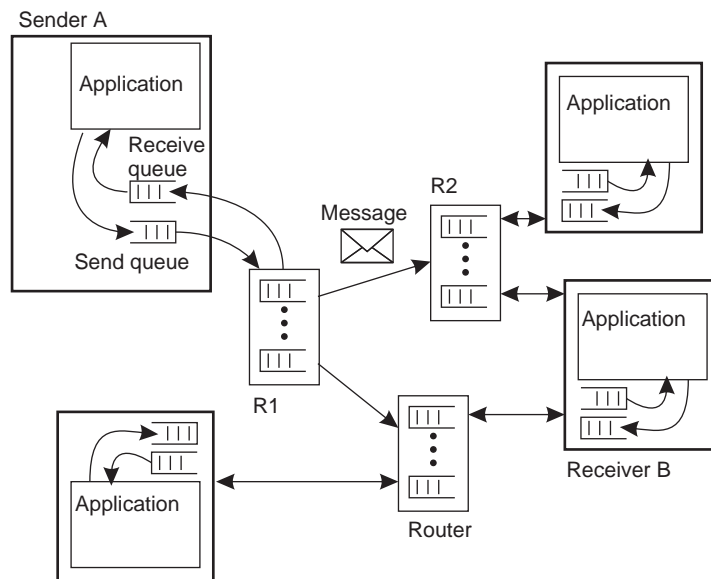 Sender A
Application
Receive
queue
Send queue
Message
R2
Application
R1
Application
Receiver B
Application
Router